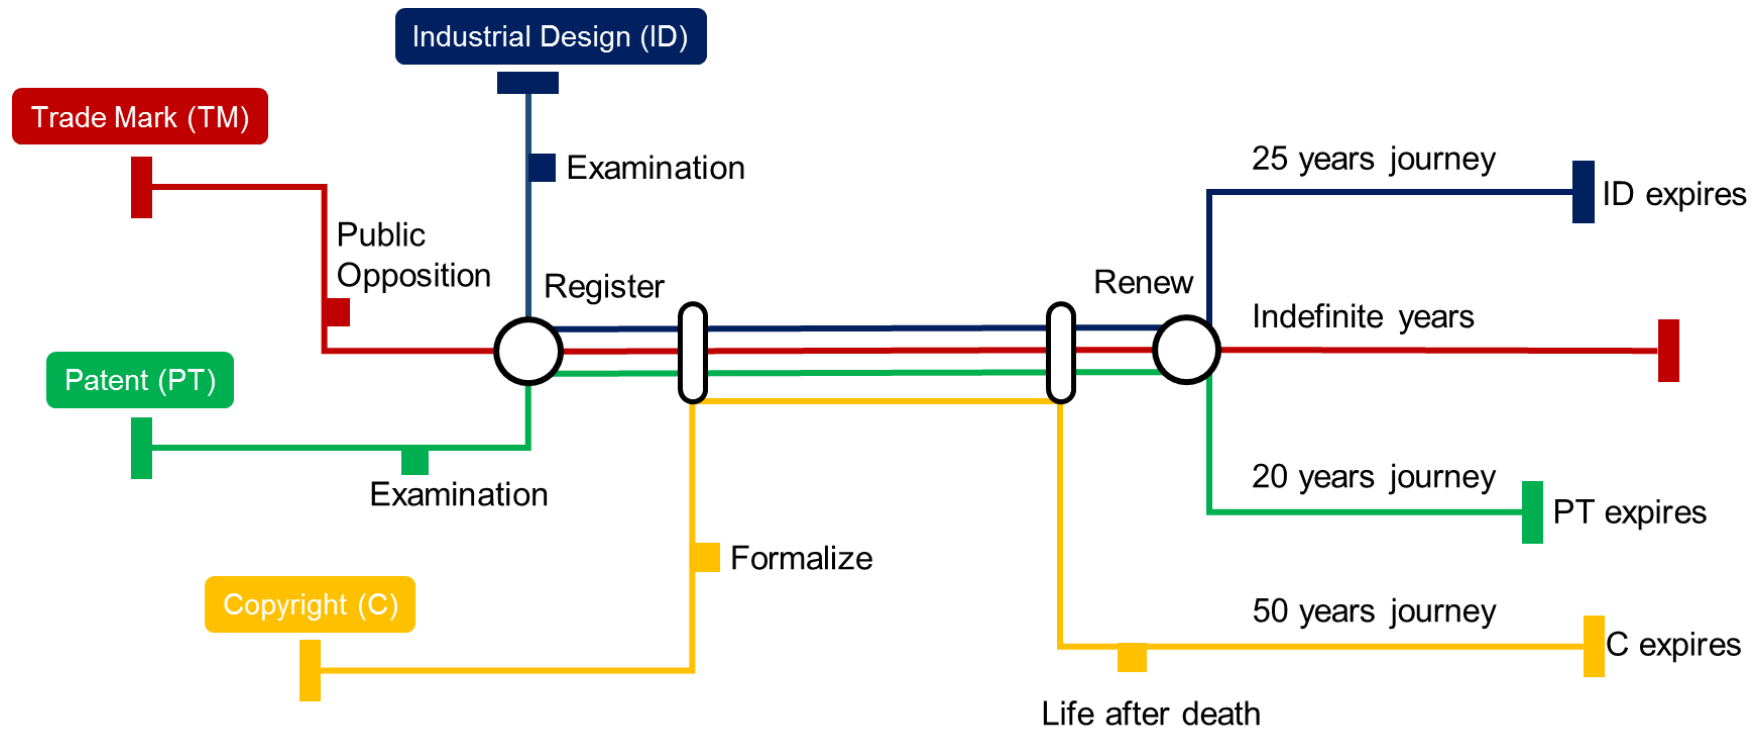 Industrial Design (ID)
Trade Mark (TM)
Examination
25 years journey
ID expires
Public
Opposition
Register
Renew
Indefinite years
Patent (PT)
Examination
20 years journey
PT expires
Formalize
Copyright (C)
50 years journey
C expires
Life after death